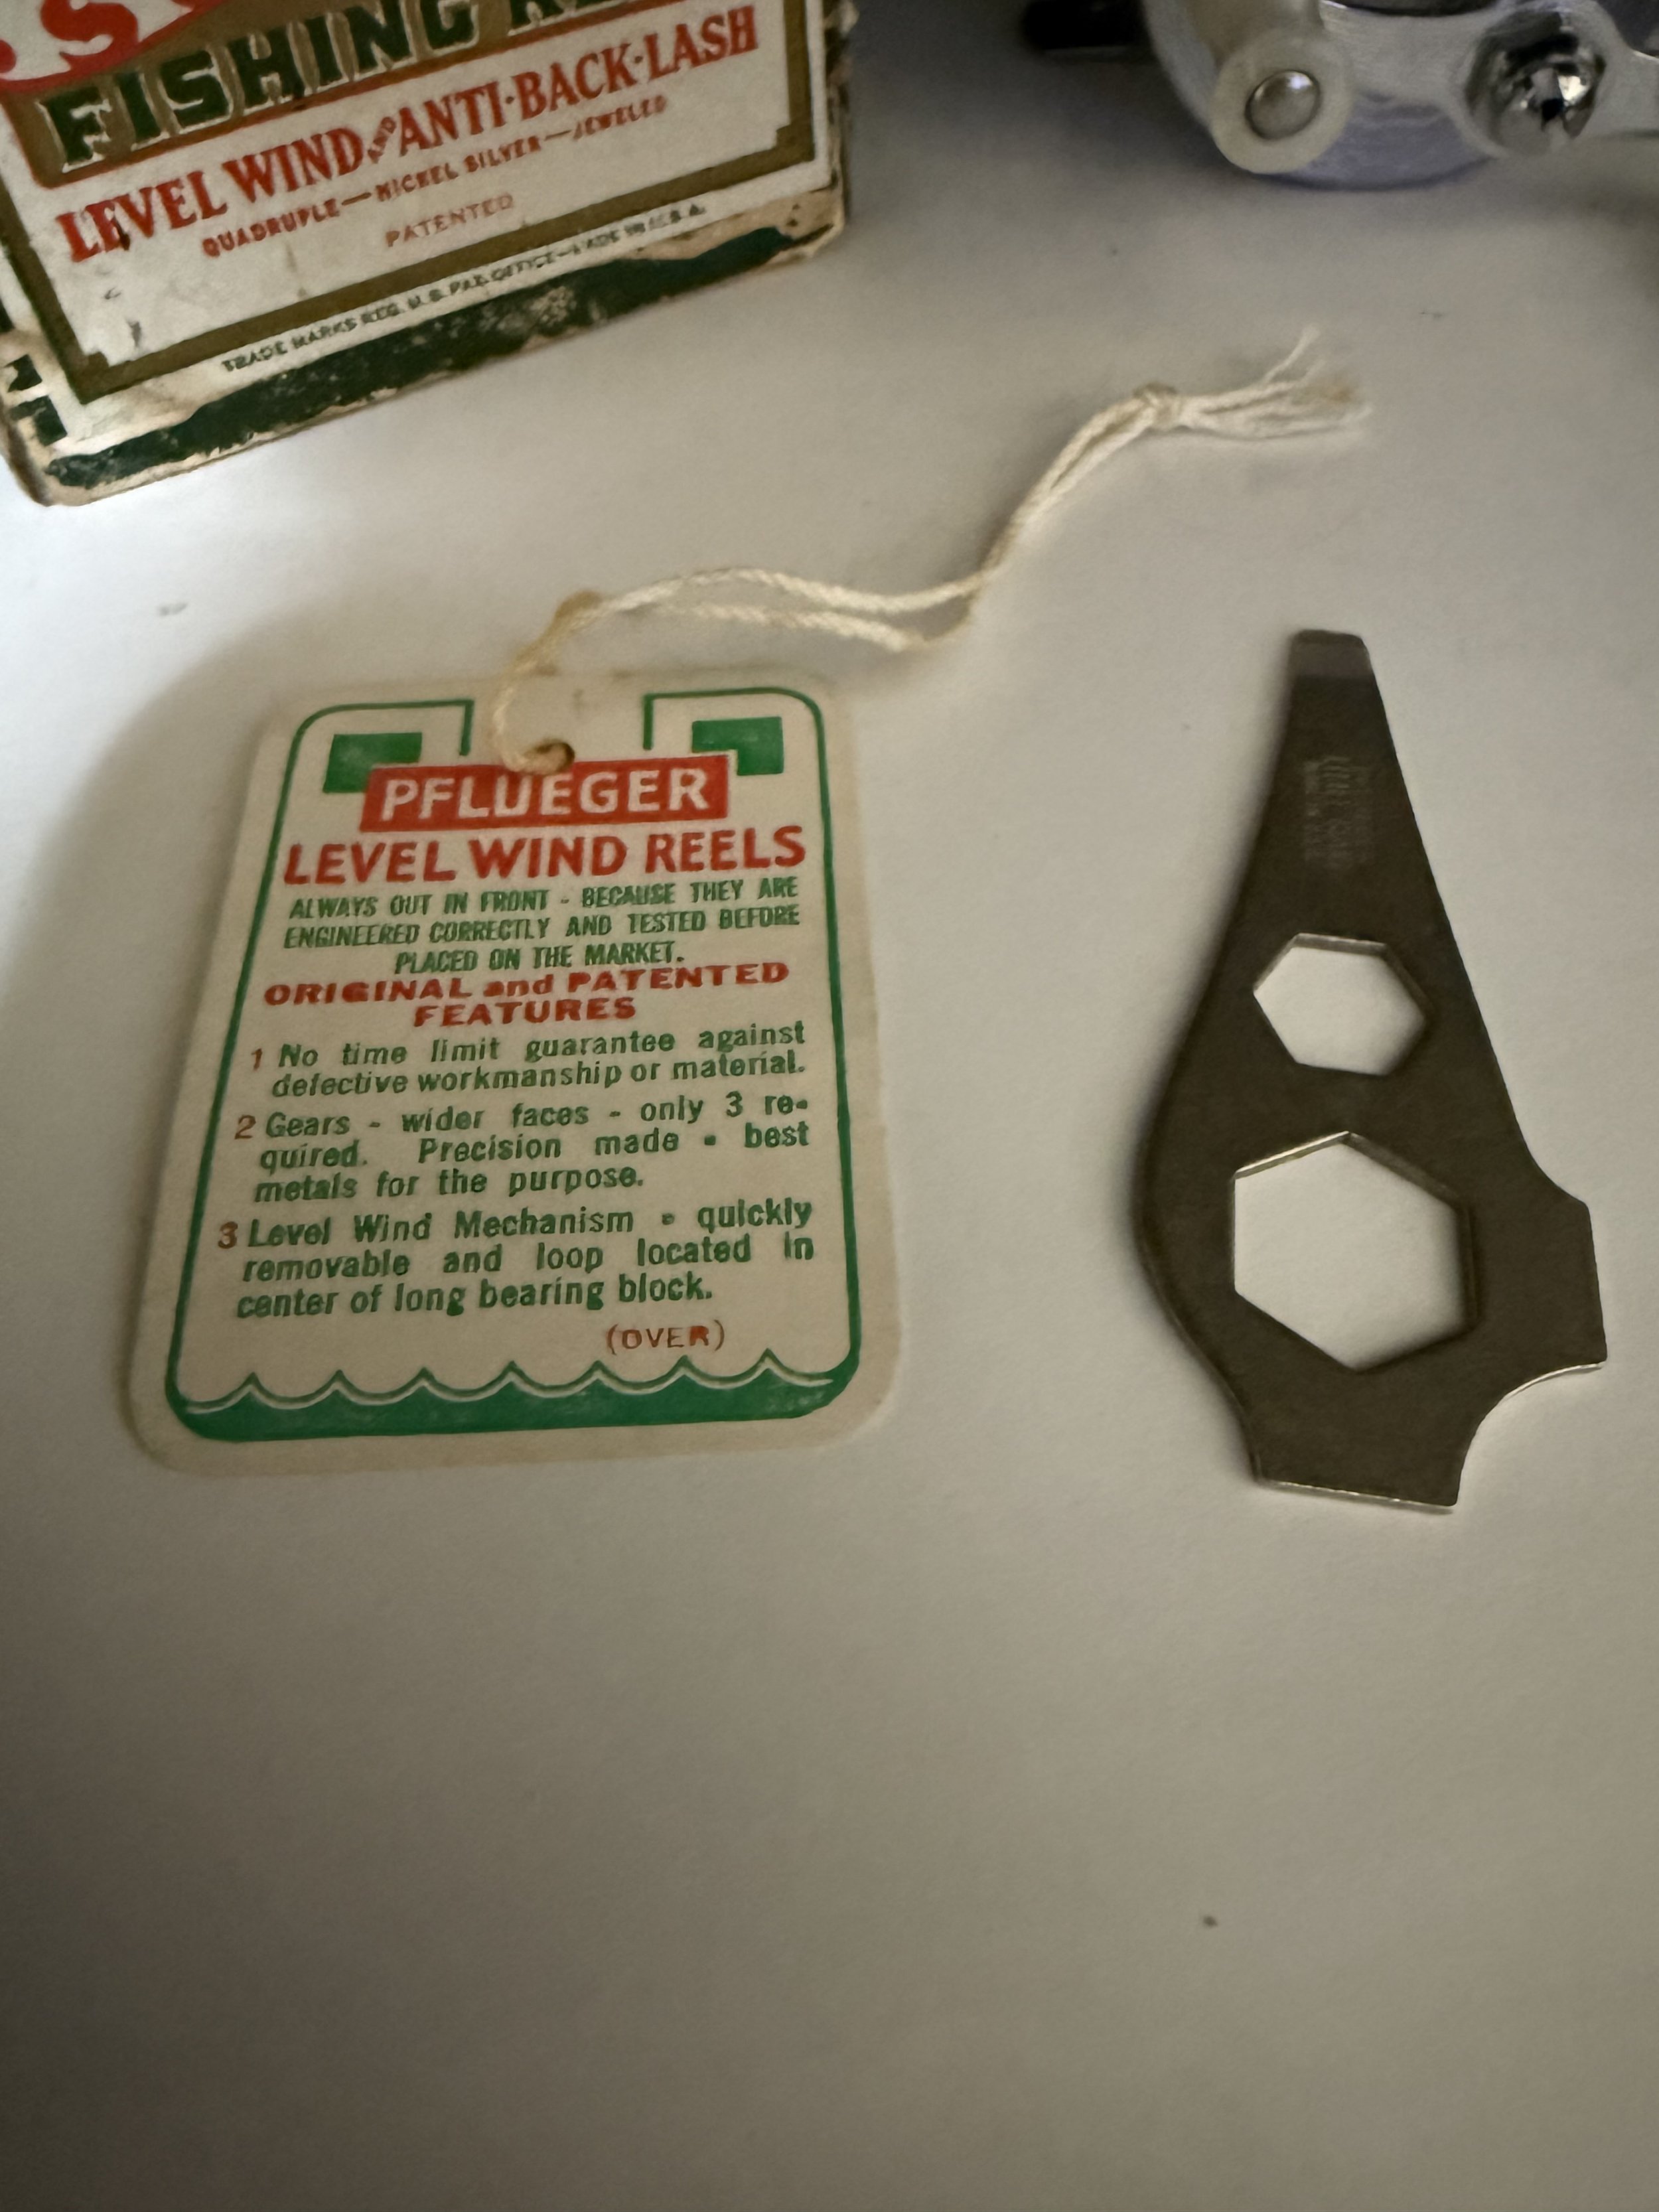 FISHING
LEVEL WIND AND ANTI-BACK-LASH
QUADRUPLE—NICKEL SILVER—JEWELED
PATENTED
TRADE MARKS REG. U.S. PAT. OFFICE—MADE IN U.S.A.
PFLUEGER
LEVEL WIND REELS
ALWAYS OUT IN FRONT - BECAUSE THEY ARE
ENGINEERED CORRECTLY AND TESTED BEFORE
PLACED ON THE MARKET.
ORIGINAL and PATENTED
FEATURES
1 No time limit guarantee against
defective workmanship or material.
2 Gears - wider faces - only 3 re-
quired. Precision made - best
metals for the purpose.
3 Level Wind Mechanism - quickly
removable and loop located in
center of long bearing block.
(OVER)